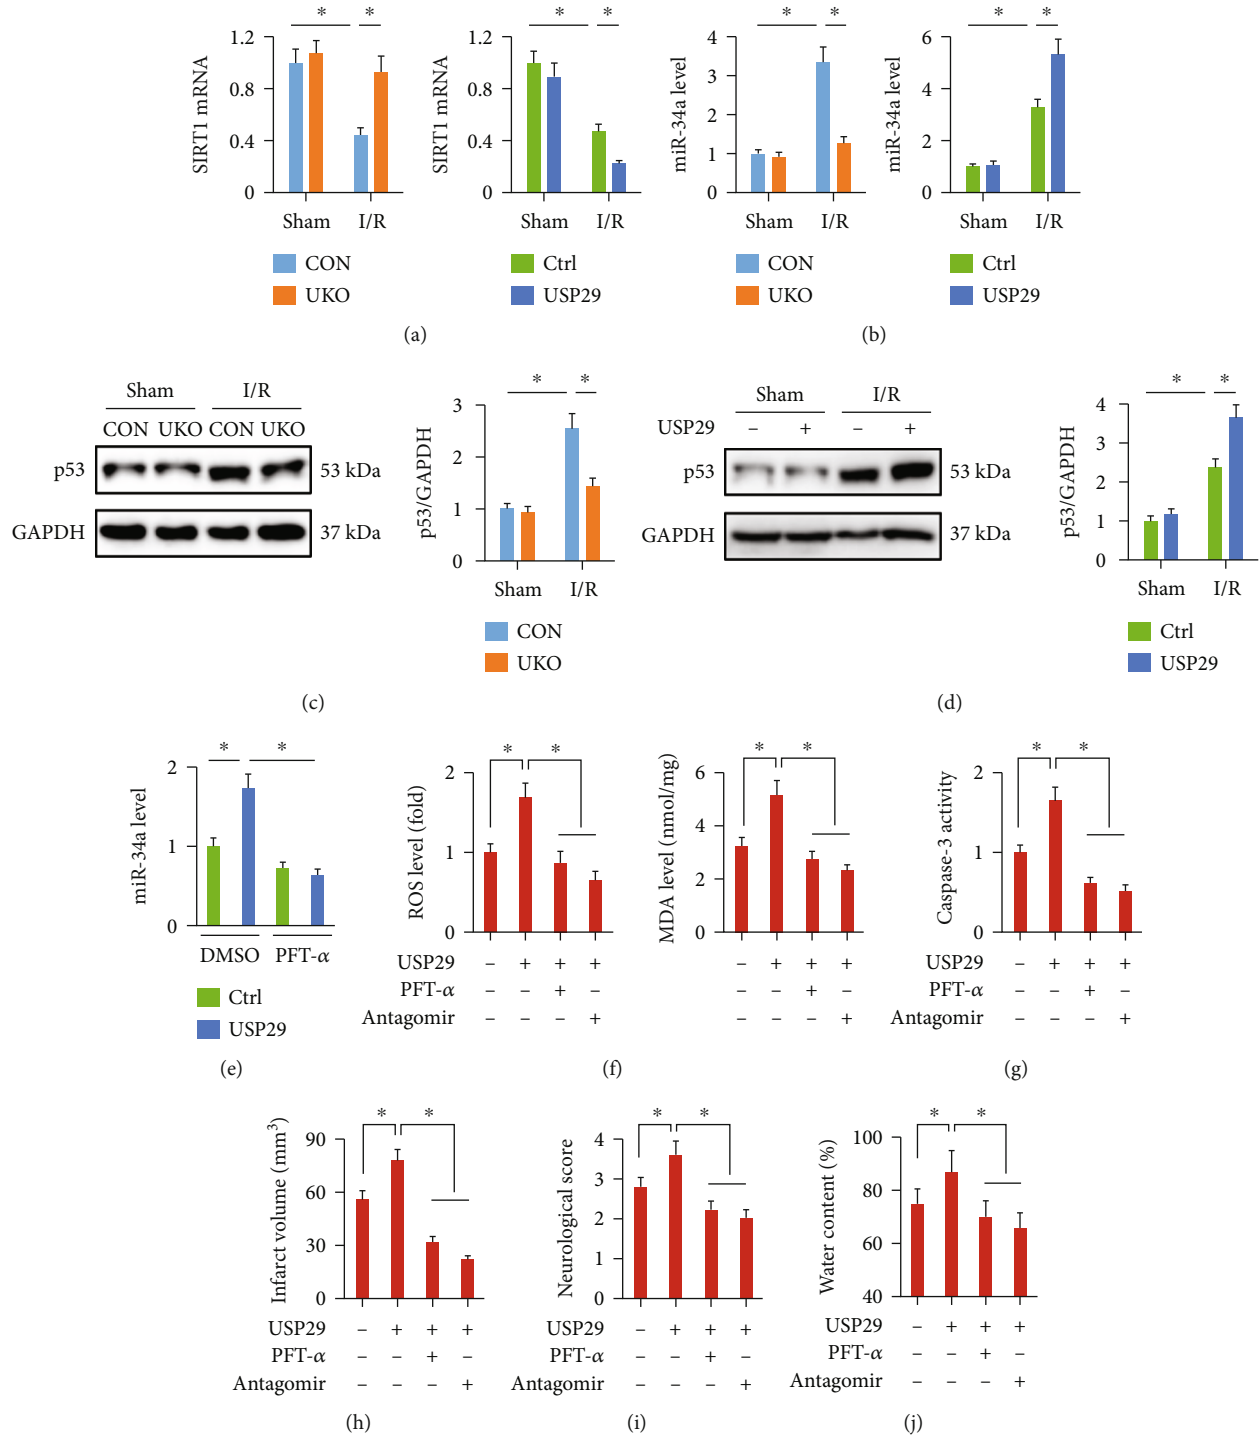 * * * * * * * *
1.2 1.2 4 6
0.8 0.8 3 4
0.4 0.4 2 2
0 0 1 0
0
SIRT1 mRNA SIRT1 mRNA miR-34a level miR-34a level
Sham I/R Sham I/R Sham I/R Sham I/R
CON Ctrl CON Ctrl
UKO USP29 UKO USP29
(a) (b)
Sham I/R
CON UKO CON UKO
p53 53 kDa
GAPDH 37 kDa
* *
p53/GAPDH
3
2
1
0
Sham I/R
CON
UKO
(c)
Sham I/R
USP29 – + – +
p53 53 kDa
GAPDH 37 kDa
* *
p53/GAPDH
4
3
2
1
0
Sham I/R
Ctrl
USP29
(d)
* *
miR-34a level
2
1
0
DMSO PFT-α
Ctrl
USP29
(e)
* *
ROS level (fold)
2
1
0
USP29 – + + +
PFT-α – – + –
Antagomir – – – +
* *
MDA level (nmol/mg)
6
4
2
0
– + + +
– – + –
– – – +
(f)
* *
Caspase-3 activity
2
1
0
USP29 – + + +
PFT-α – – + –
Antagomir – – – +
(g)
* *
Infarct volume (mm³)
90
60
30
0
USP29 – + + +
PFT-α – – + –
Antagomir – – – +
(h)
* *
Neurological score
4
3
2
1
0
USP29 – + + +
PFT-α – – + –
Antagomir – – – +
(i)
* *
Water content (%)
100
80
60
40
USP29 – + + +
PFT-α – – + –
Antagomir – – – +
(j)